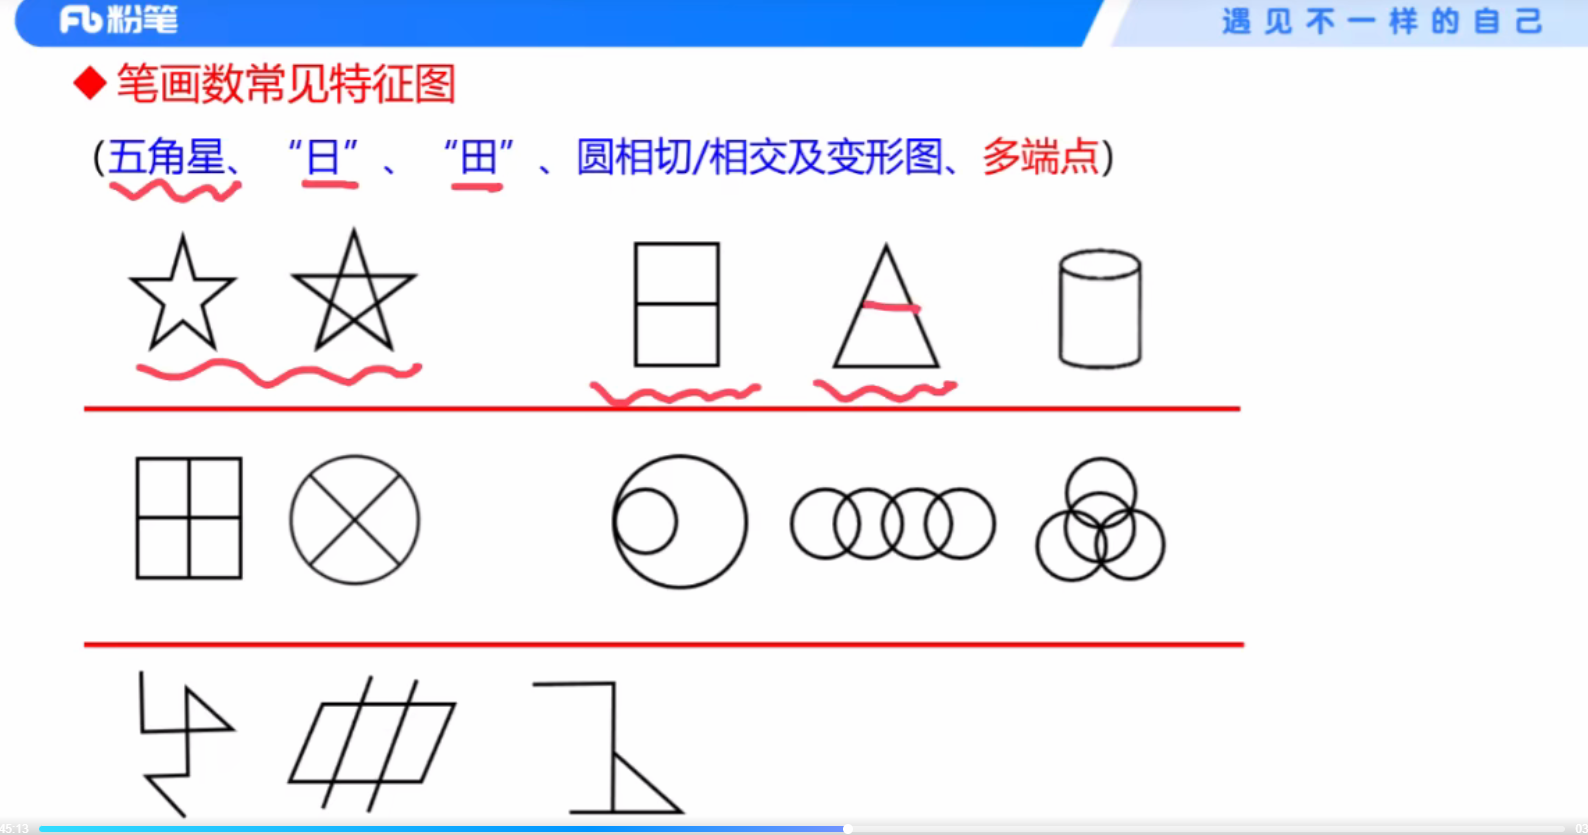 Fb粉笔
遇见不一样的自己
笔画数常见特征图
(五角星、“日”、“田”、圆相切/相交及变形图、多端点)
45:13
03